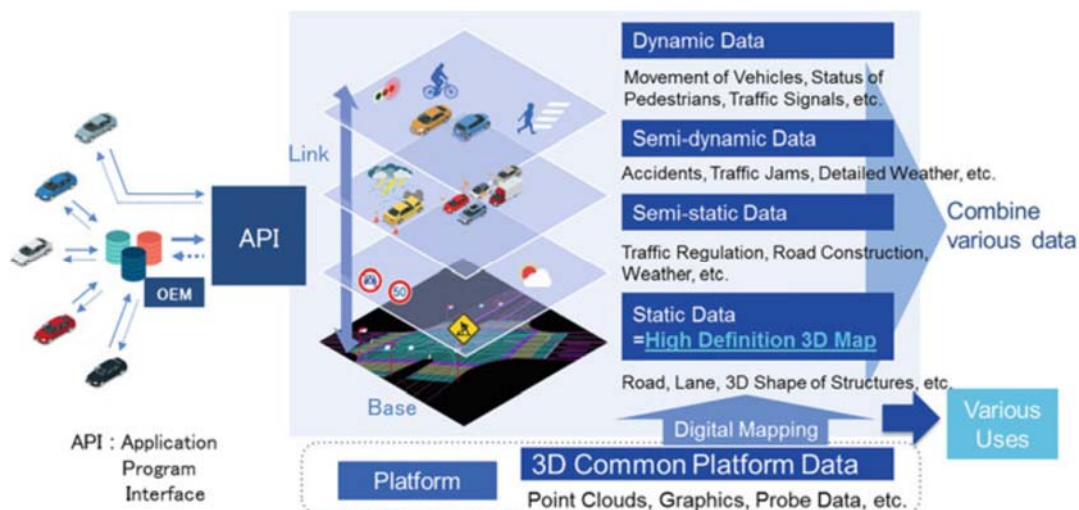 Dynamic Data
Movement of Vehicles, Status of
Pedestrians, Traffic Signals, etc.
Link
Semi-dynamic Data
Accidents, Traffic Jams, Detailed Weather, etc.
API
OEM
Semi-static Data
Traffic Regulation, Road Construction,
Weather, etc.
Combine
various data
50
Static Data
=High Definition 3D Map
Road, Lane, 3D Shape of Structures, etc.
Base
Digital Mapping
Various
Uses
API : Application
Program
Interface
Platform
3D Common Platform Data
Point Clouds, Graphics, Probe Data, etc.